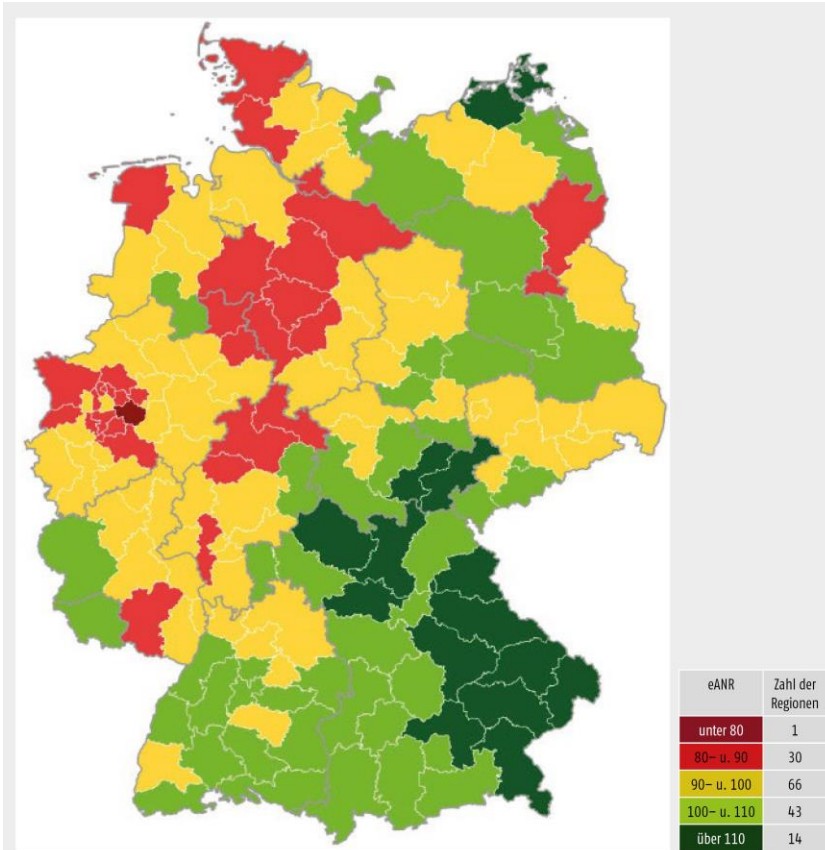 eANR Zahl der
Regionen
unter 80 1
80– u. 90 30
90– u. 100 66
100– u. 110 43
über 110 14